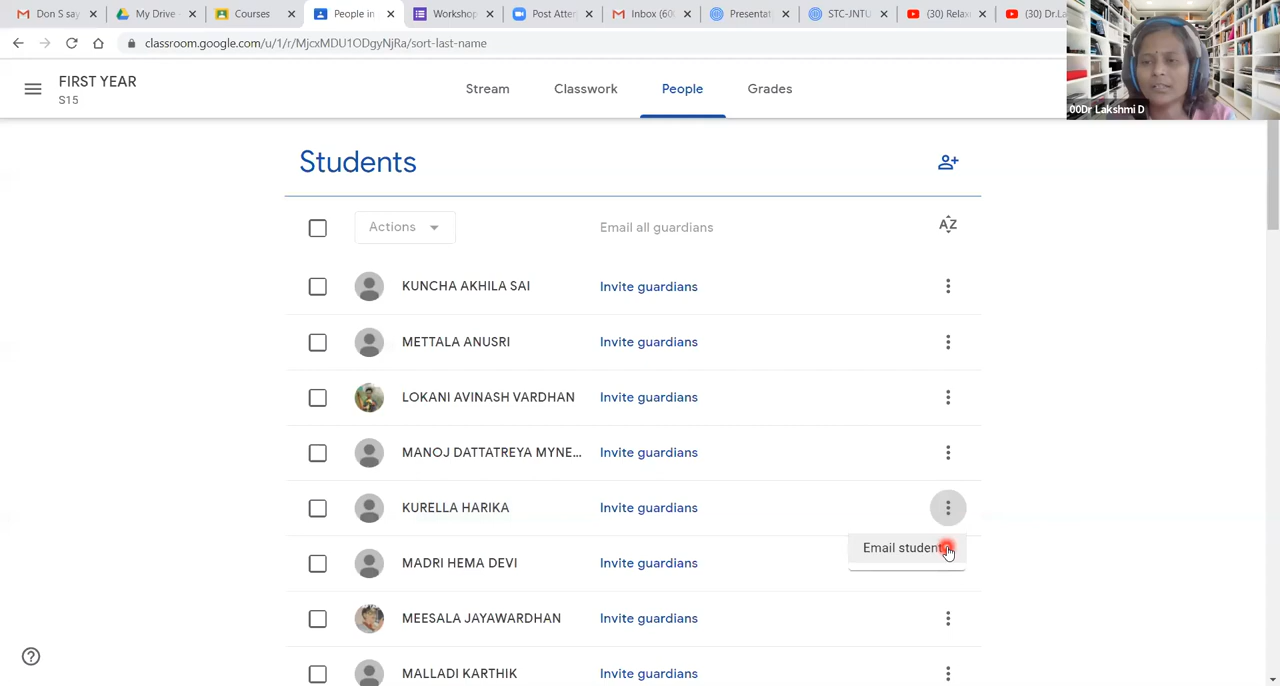 Don S say
My Drive
Courses
People in
Workshop
Post Atter
Inbox (60
Presentat
STC-JNTU
(30) Relax
(30) Dr.La
classroom.google.com/u/1/r/MjcxMDU1ODgyNjRa/sort-last-name
FIRST YEAR
S15
Stream
Classwork
People
Grades
00Dr Lakshmi D
Students
Actions
Email all guardians
AZ
KUNCHA AKHILA SAI
Invite guardians
METTALA ANUSRI
Invite guardians
LOKANI AVINASH VARDHAN
Invite guardians
MANOJ DATTATREYA MYNE...
Invite guardians
KURELLA HARIKA
Invite guardians
Email student
MADRI HEMA DEVI
Invite guardians
MEESALA JAYAWARDHAN
Invite guardians
MALLADI KARTHIK
Invite guardians